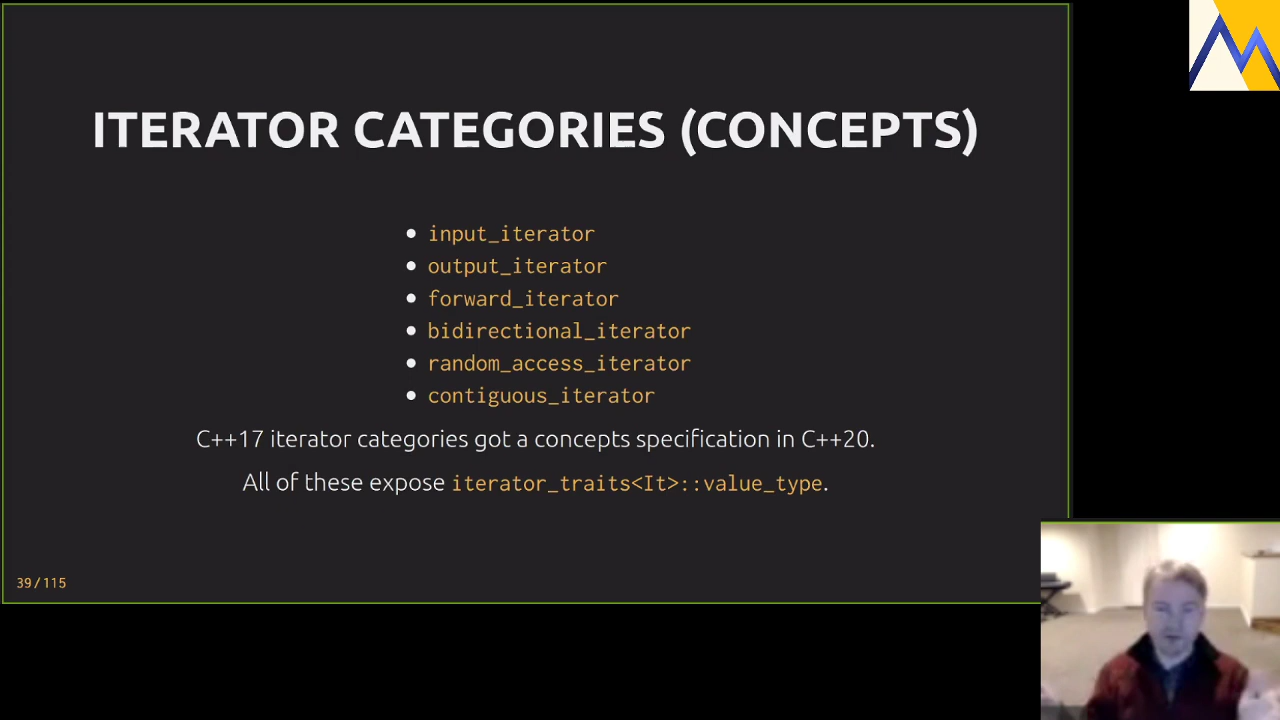 ITERATOR CATEGORIES (CONCEPTS)
• input_iterator
• output_iterator
• forward_iterator
• bidirectional_iterator
• random_access_iterator
• contiguous_iterator
C++17 iterator categories got a concepts specification in C++20.
All of these expose iterator_traits<It>::value_type.
39/115